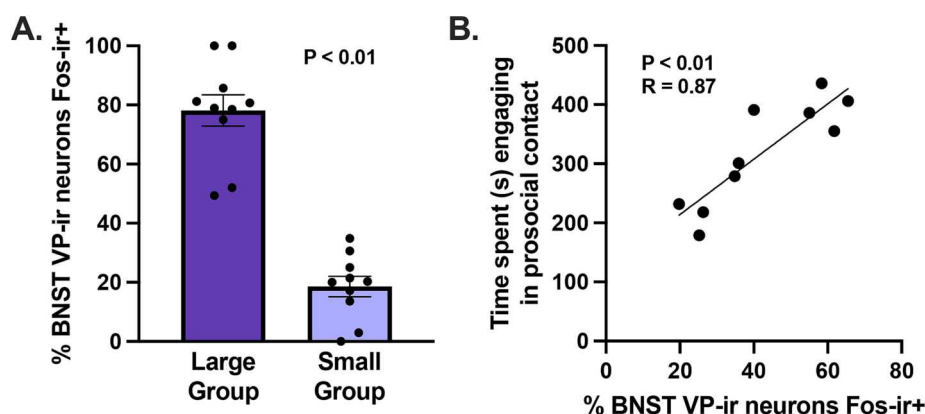 A.
% BNST VP-ir neurons Fos-ir+
100
80
60
40
20
0
P < 0.01
Large
Group
Small
Group
B.
Time spent (s) engaging
in prosocial contact
500
400
300
200
100
0
P < 0.01
R = 0.87
0 20 40 60 80
% BNST VP-ir neurons Fos-ir+